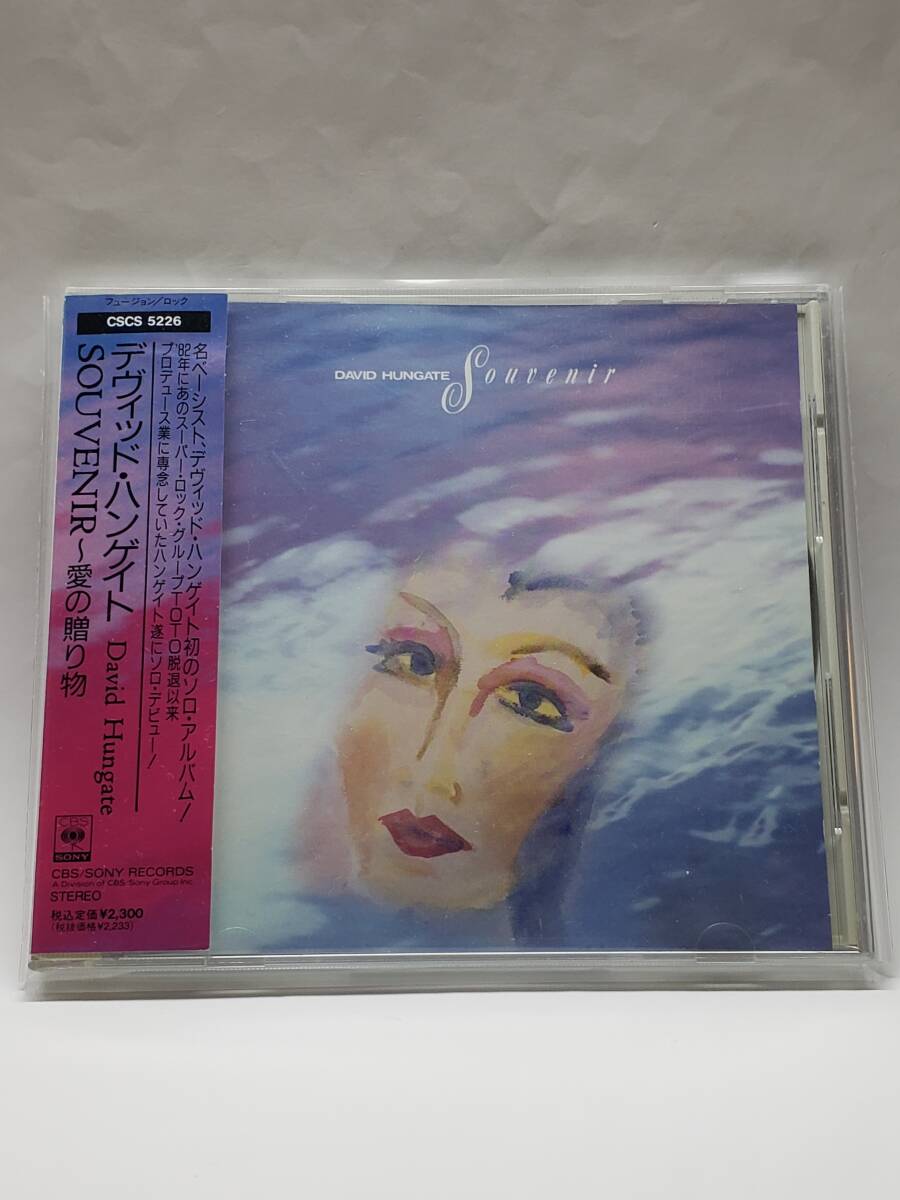 フュージョン/ロック
CSCS 5226
名ベーシスト、デヴィッド・ハンゲイト初のソロ・アルバム!
'82年にあのスーパー・ロック・グループTOTO脱退以来
プロデュース業に専念していたハンゲイト遂にソロ・デビュー!
デヴィッド・ハンゲイト David Hungate
SOUVENIR〜愛の贈り物
CBS
SONY
CBS/SONY RECORDS
A Division of CBS/Sony Group Inc.
STEREO
税込定価¥2,300
(税抜価格¥2,233)
DAVID HUNGATE Souvenir